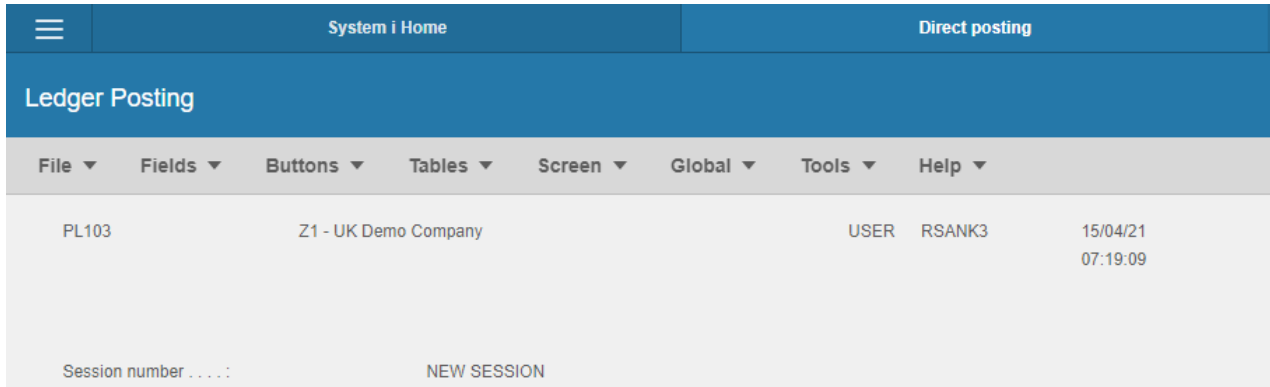 System i Home Direct posting
Ledger Posting
File Fields Buttons Tables Screen Global Tools Help
PL103 Z1 - UK Demo Company USER RSANK3 15/04/21
07:19:09
Session number . . . . : NEW SESSION